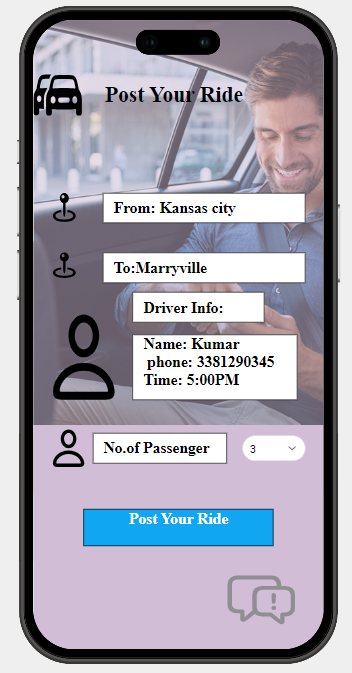 Post Your Ride
From: Kansas city
To:Marryville
Driver Info:
Name: Kumar
phone: 3381290345
Time: 5:00PM
No.of Passenger
3
Post Your Ride